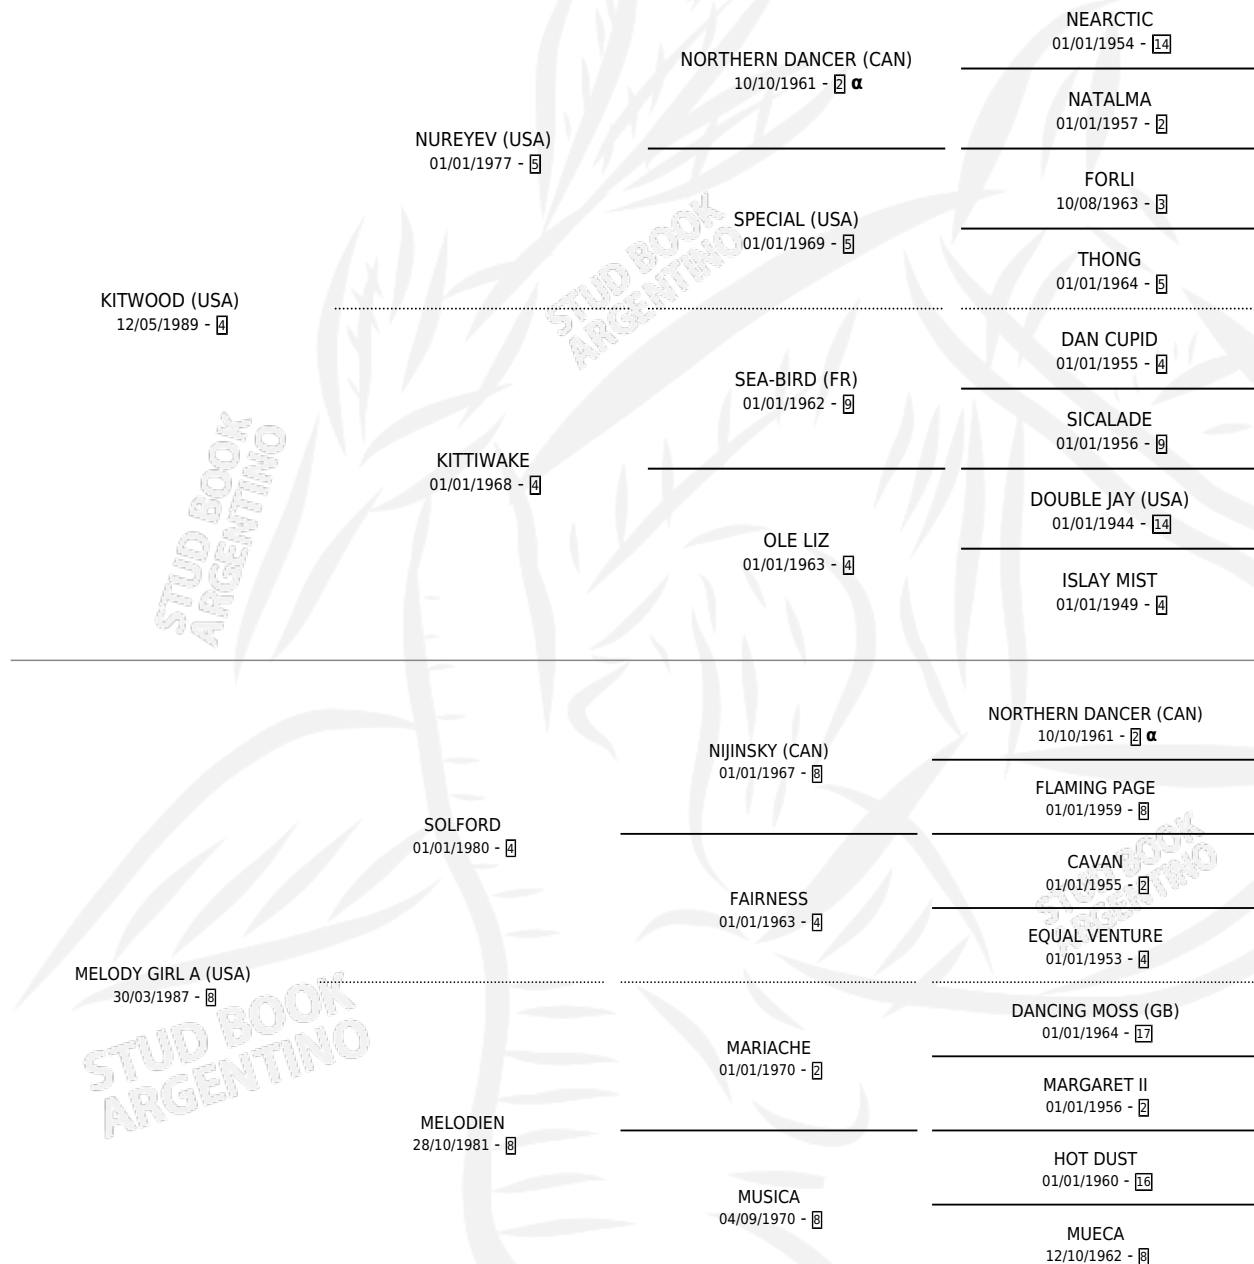 NEARCTIC
01/01/1954 - 14
NORTHERN DANCER (CAN)
10/10/1961 - 2 α
NATALMA
01/01/1957 - 2
NUREYEV (USA)
01/01/1977 - 5
FORLI
10/08/1963 - 3
SPECIAL (USA)
01/01/1969 - 5
THONG
01/01/1964 - 5
KITWOOD (USA)
12/05/1989 - 4
DAN CUPID
01/01/1955 - 4
SEA-BIRD (FR)
01/01/1962 - 9
SICALADE
01/01/1956 - 9
KITTIWAKE
01/01/1968 - 4
DOUBLE JAY (USA)
01/01/1944 - 14
OLE LIZ
01/01/1963 - 4
ISLAY MIST
01/01/1949 - 4
NORTHERN DANCER (CAN)
10/10/1961 - 2 α
NIJINSKY (CAN)
01/01/1967 - 8
FLAMING PAGE
01/01/1959 - 8
SOLFORD
01/01/1980 - 4
CAVAN
01/01/1955 - 2
FAIRNESS
01/01/1963 - 4
EQUAL VENTURE
01/01/1953 - 4
MELODY GIRL A (USA)
30/03/1987 - 8
DANCING MOSS (GB)
01/01/1964 - 17
MARIACHE
01/01/1970 - 2
MARGARET II
01/01/1956 - 2
MELODIEN
28/10/1981 - 8
HOT DUST
01/01/1960 - 16
MUSICA
04/09/1970 - 8
MUECA
12/10/1962 - 8
STUD BOOK
ARGENTINO
STUD BOOK
ARGENTINO
STUD BOOK
ARGENTINO
STUD BOOK
ARGENTINO